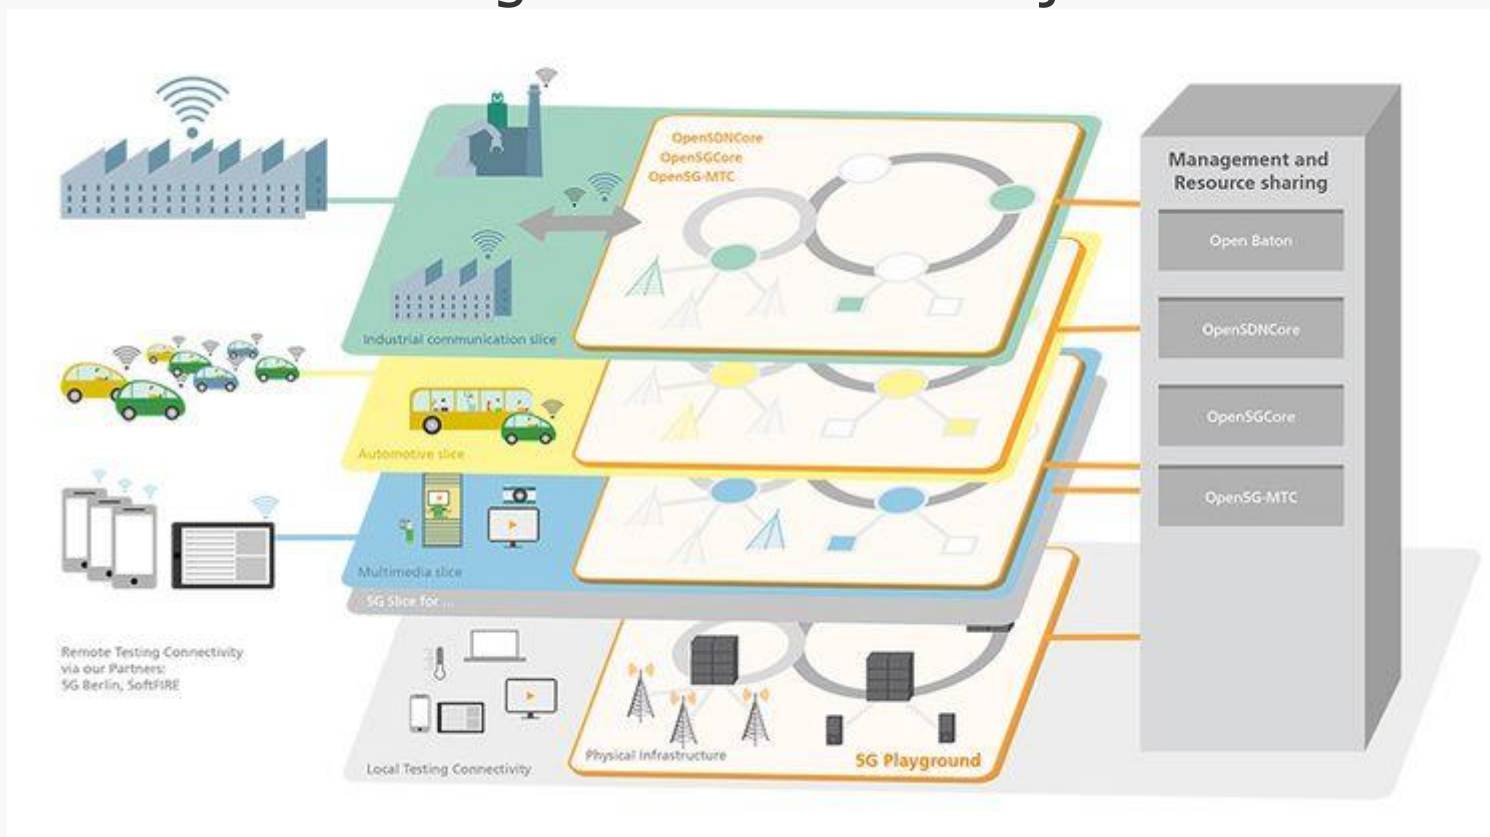 OpenSDNCore
Open5GCore
Open5G-MTC
Industrial communication slice
Automotive slice
Multimedia slice
5G Slice for ...
Remote Testing Connectivity
via our Partners:
5G Berlin, SoftFIRE
Local Testing Connectivity
Physical Infrastructure
5G Playground
Management and
Resource sharing
Open Baton
OpenSDNCore
Open5GCore
Open5G-MTC